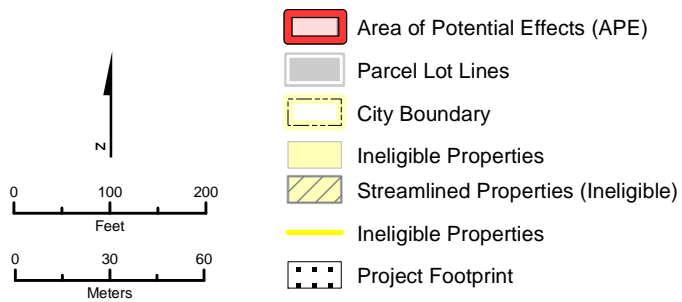 N
0 100 200
Feet
0 30 60
Meters
Area of Potential Effects (APE)
Parcel Lot Lines
City Boundary
Ineligible Properties
Streamlined Properties (Ineligible)
Ineligible Properties
Project Footprint